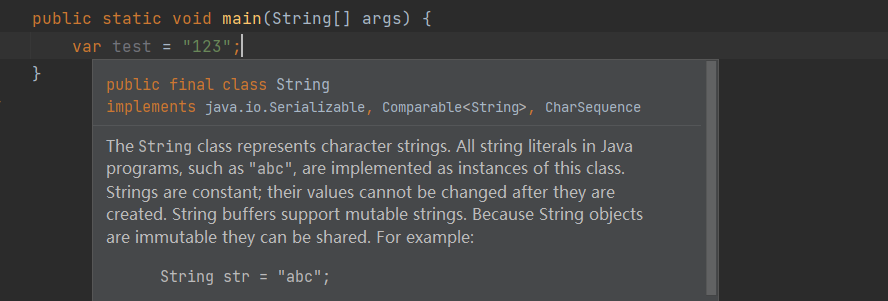 public static void main(String[] args) {
var test = "123";
}
public final class String
implements java.io.Serializable, Comparable<String>, CharSequence
The String class represents character strings. All string literals in Java
programs, such as "abc", are implemented as instances of this class.
Strings are constant; their values cannot be changed after they are
created. String buffers support mutable strings. Because String objects
are immutable they can be shared. For example:
String str = "abc";